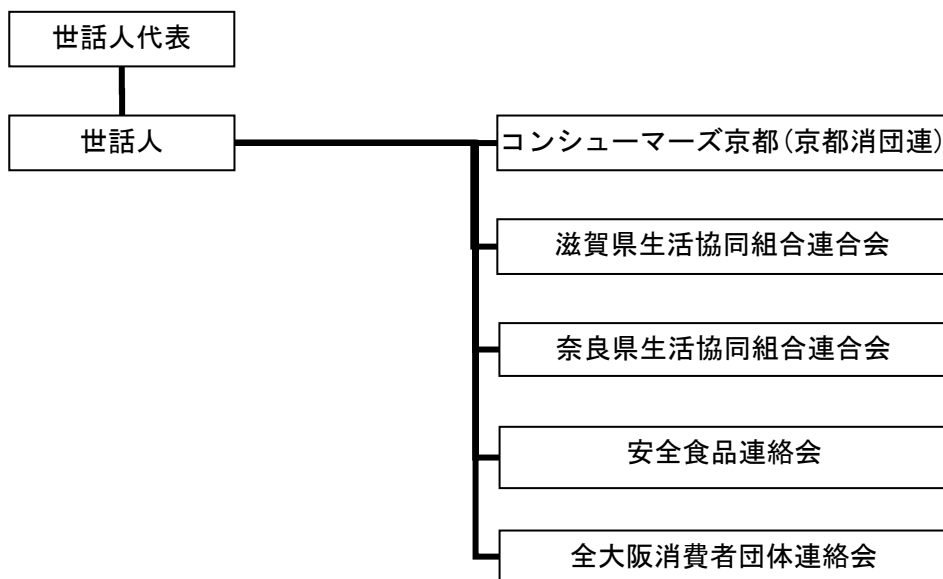 世話人代表
世話人
コンシューマーズ京都(京都消団連)
滋賀県生活協同組合連合会
奈良県生活協同組合連合会
安全食品連絡会
全大阪消費者団体連絡会